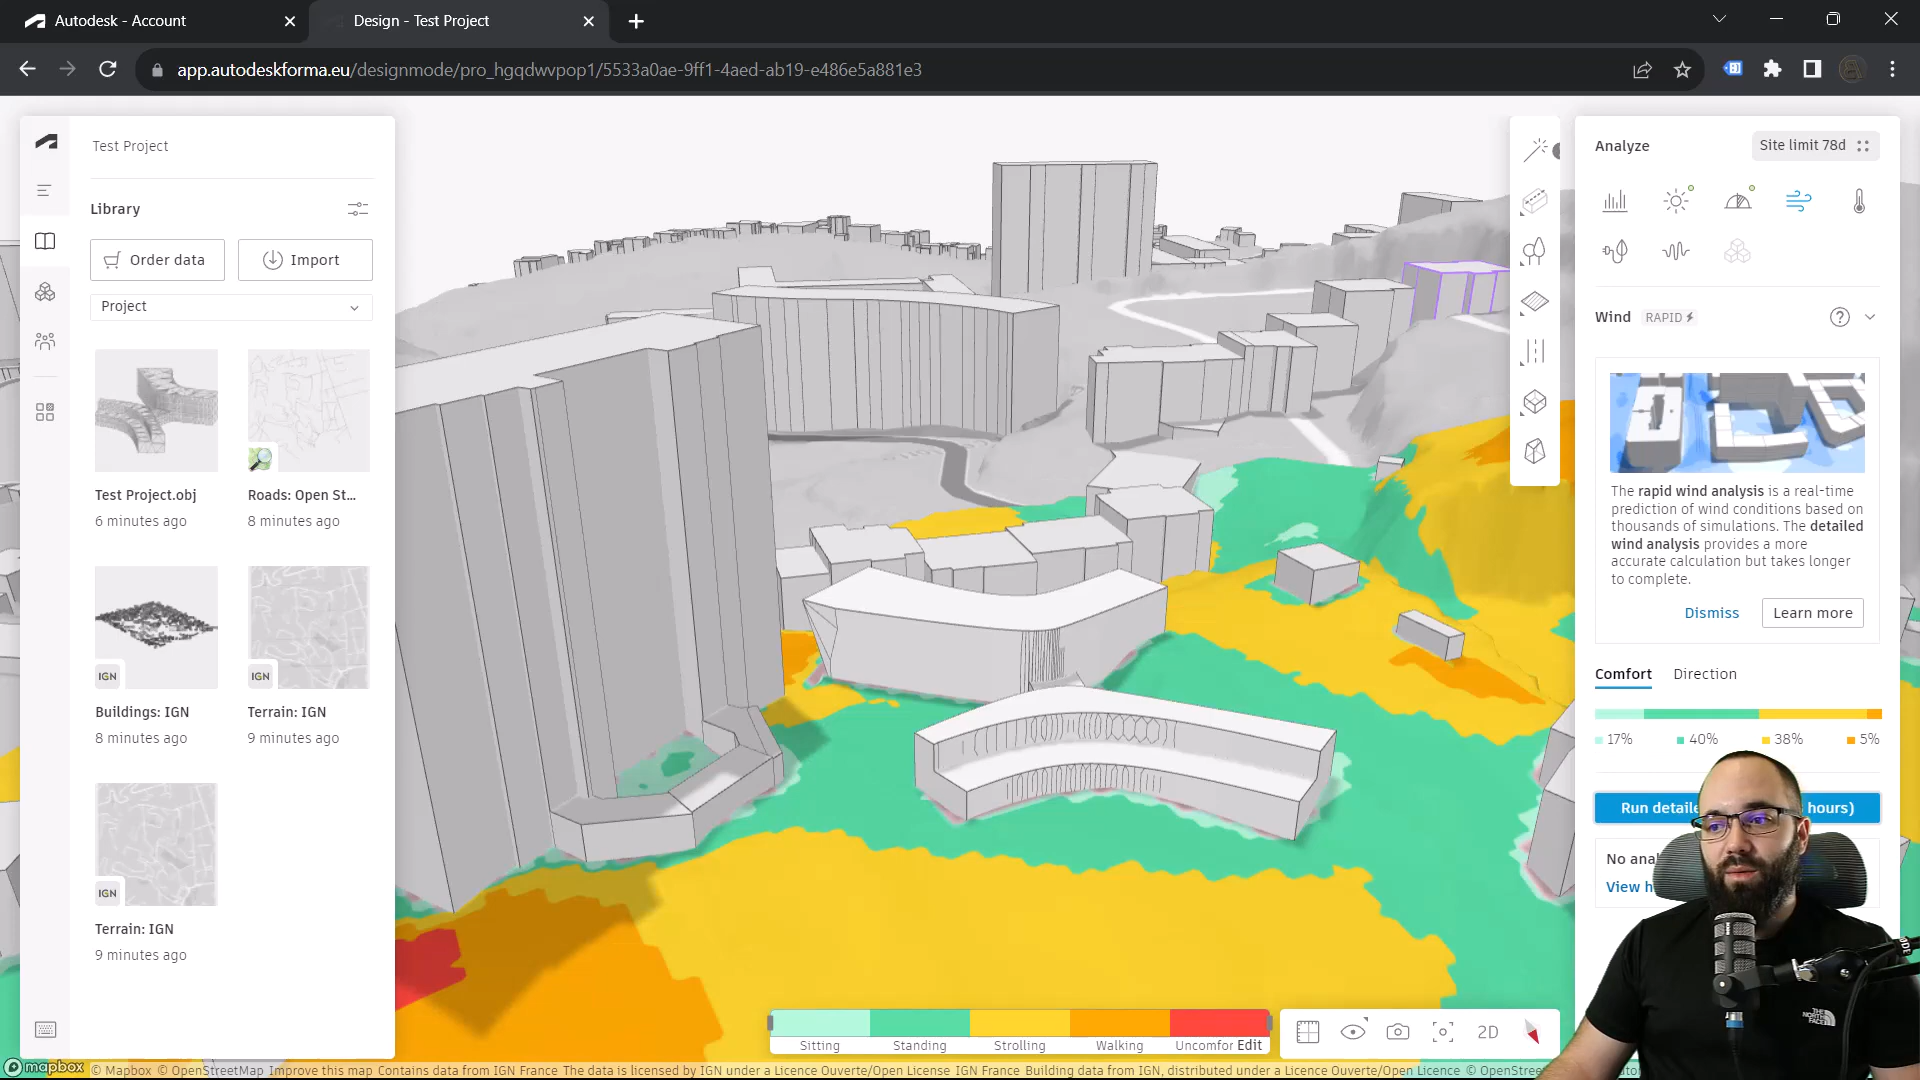 Autodesk - Account
Design - Test Project
app.autodeskforma.eu/designmode/pro_hgqdwvpop1/5533a0ae-9ff1-4aed-ab19-e486e5a881e3
Test Project
Library
Order data
Import
Project
Test Project.obj
6 minutes ago
Roads: Open St...
8 minutes ago
IGN
Buildings: IGN
8 minutes ago
IGN
Terrain: IGN
9 minutes ago
IGN
Terrain: IGN
9 minutes ago
Analyze
Site limit 78d
Wind
RAPID
The rapid wind analysis is a real-time
prediction of wind conditions based on
thousands of simulations. The detailed
wind analysis provides a more
accurate calculation but takes longer
to complete.
Dismiss
Learn more
Comfort
Direction
17%
40%
38%
5%
Run detaile
hours)
No anal
View h
THE
NORTH
FACE
Sitting
Standing
Strolling
Walking
Uncomfor
Edit
2D
mapbox
© Mapbox © OpenStreetMap Improve this map Contains data from IGN France The data is licensed by IGN under a Licence Ouverte/Open License IGN France Building data from IGN, distributed under a Licence Ouverte/Open Licence © OpenStree